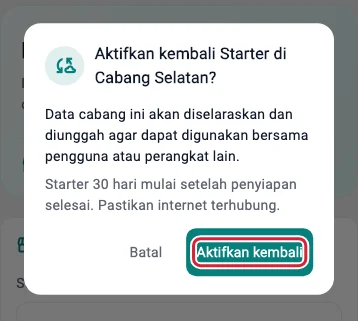 Aktifkan kembali Starter di
Cabang Selatan?
Data cabang ini akan diselaraskan dan
diunggah agar dapat digunakan bersama
pengguna atau perangkat lain.
Starter 30 hari mulai setelah penyiapan
selesai. Pastikan internet terhubung.
Batal
Aktifkan kembali